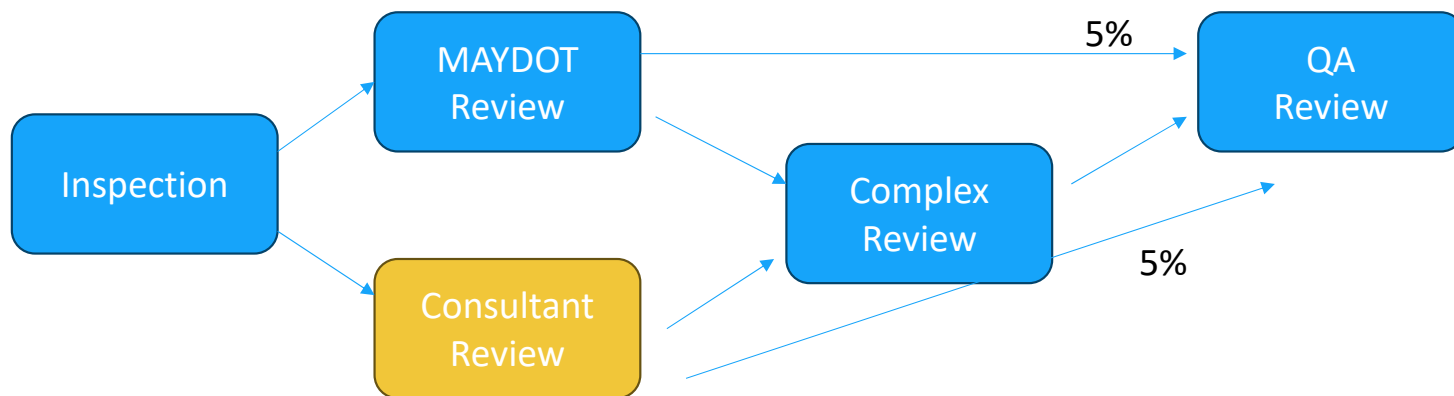 MAYDOT
Review
5%
QA
Review
Inspection
Complex
Review
5%
Consultant
Review